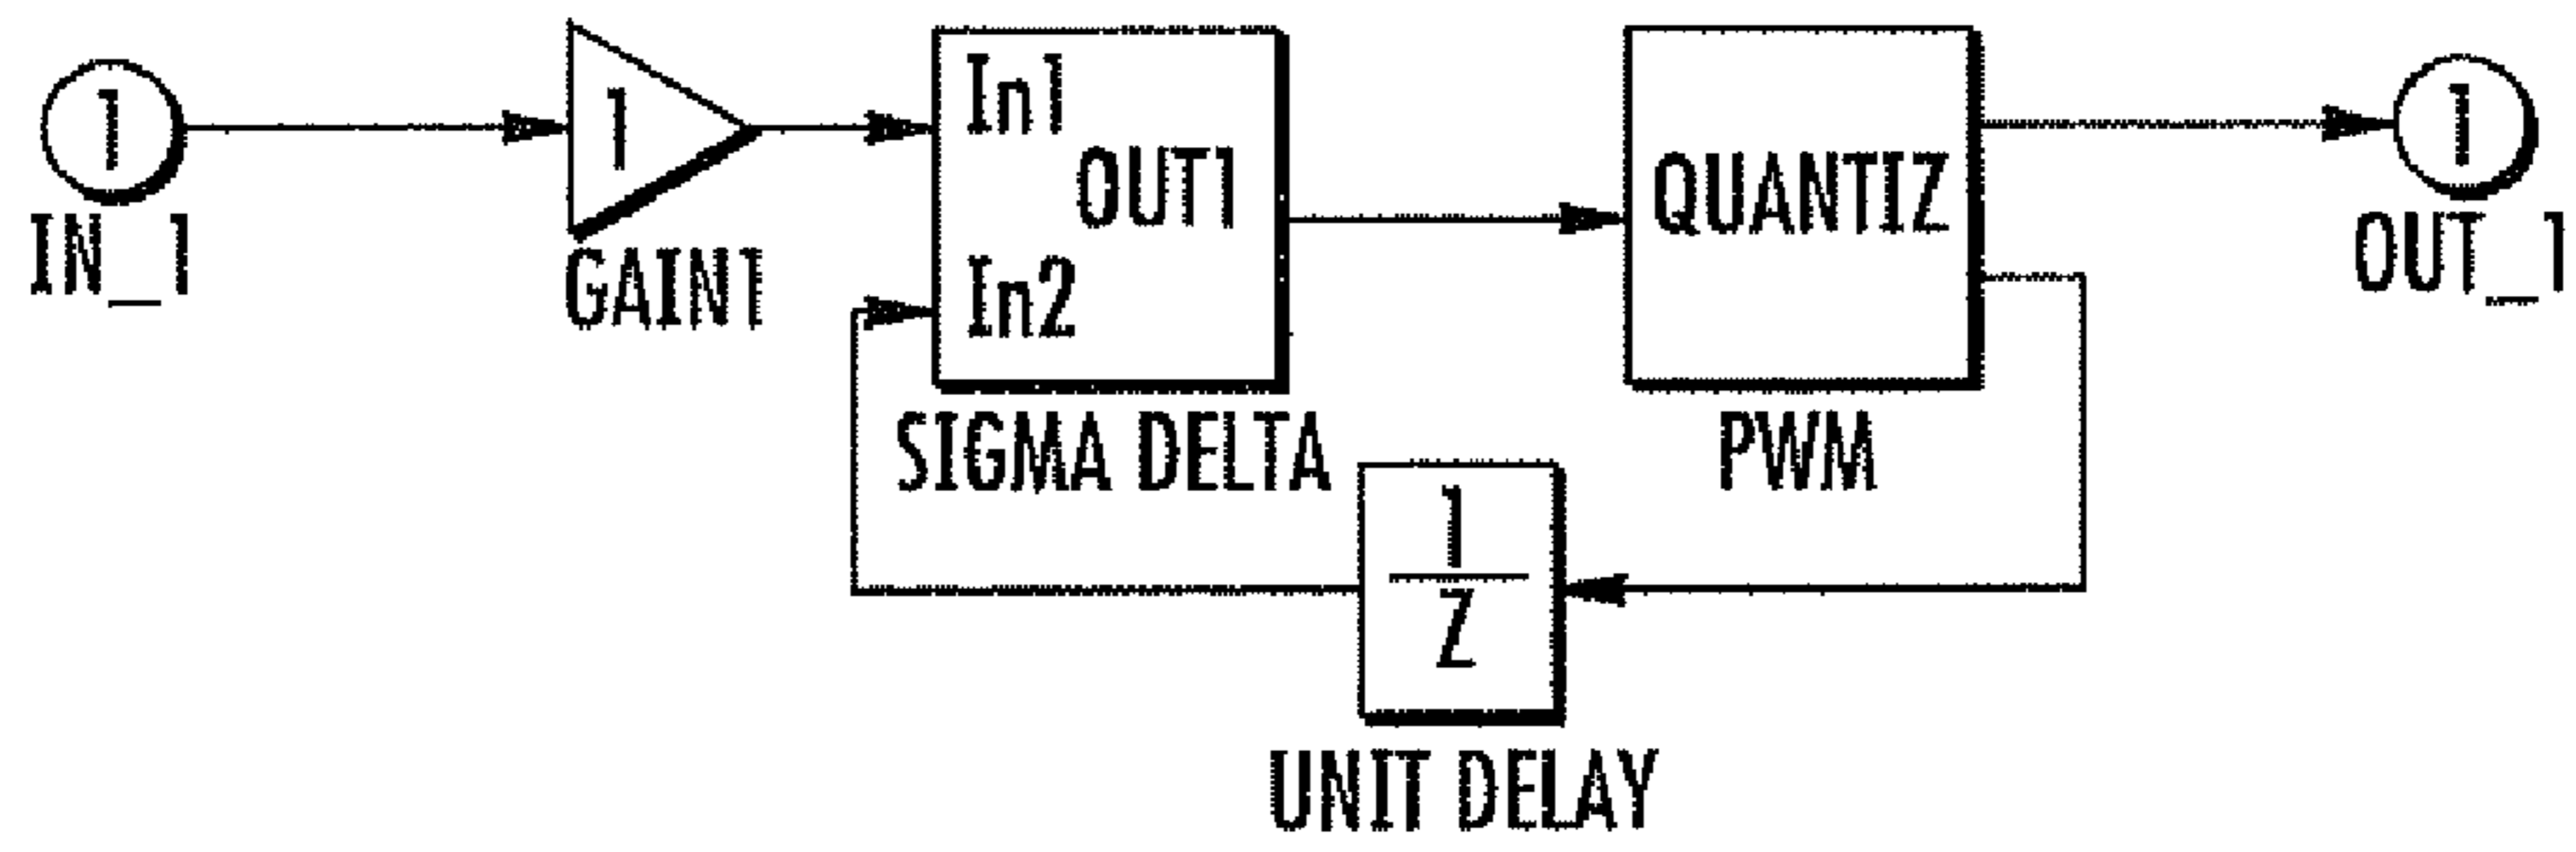 1
IN_1
1
GAIN1
In1
OUT1
In2
SIGMA DELTA
QUANTIZ
PWM
1
OUT_1
1
Z
UNIT DELAY